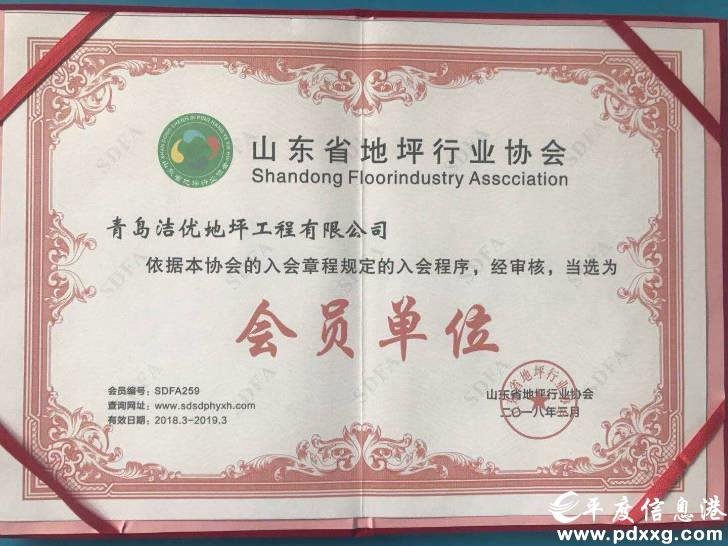 山东省地坪行业协会
Shandong Floorindustry Asscciation
青岛洁优地坪工程有限公司
依据本协会的入会章程规定的入会程序，经审核，当选为
会员单位
会员编号：SDFA259
查询网址：www.sdsdphyxh.com
有效日期：2018.3-2019.3
山东省地坪行业协会
二〇一八年三月
平度信息港
www.pdxxg.com